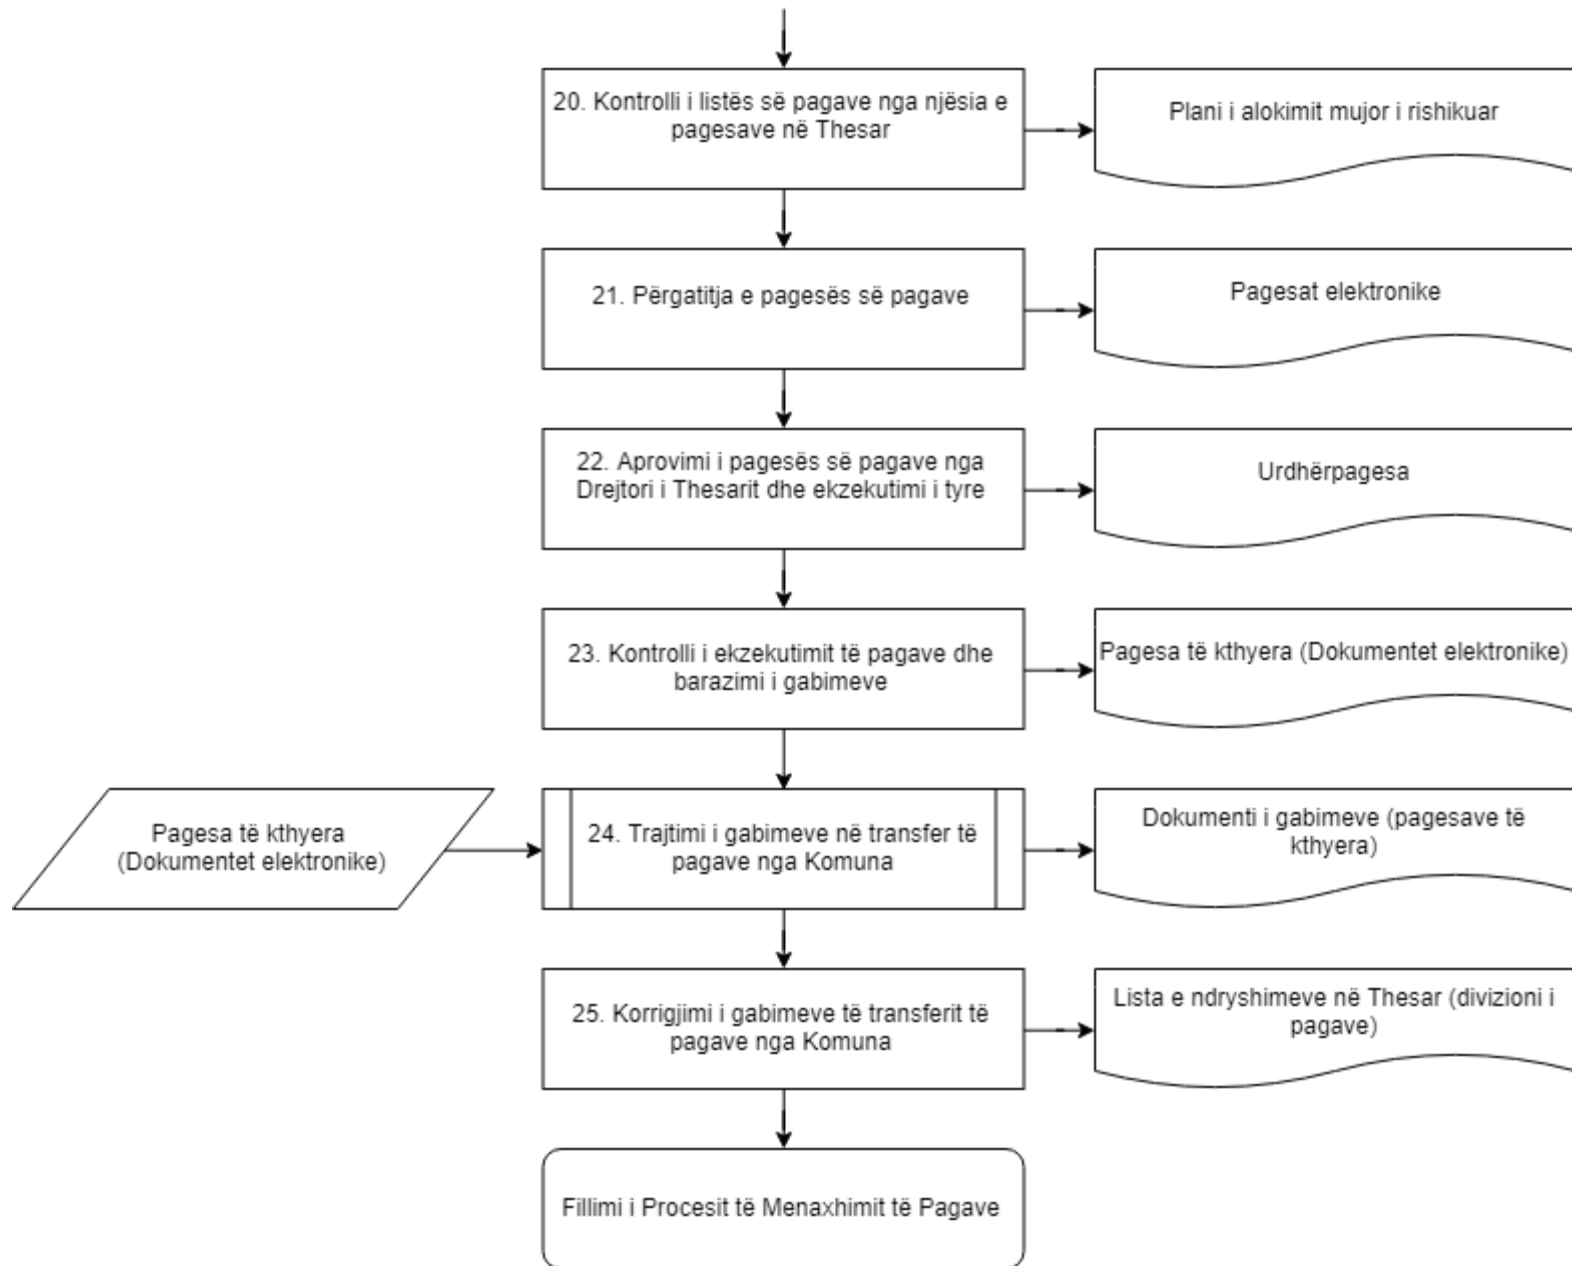 20. Kontrolli i listës së pagave nga njësia e
pagesave në Thesar
Plani i alokimit mujor i rishikuar
21. Përgatitja e pagesës së pagave
Pagesat elektronike
22. Aprovimi i pagesës së pagave nga
Drejtori i Thesarit dhe ekzekutimi i tyre
Urdhërpagesa
23. Kontrolli i ekzekutimit të pagave dhe
barazimi i gabimeve
Pagesa të kthyera (Dokumentet elektronike)
Pagesa të kthyera
(Dokumentet elektronike)
24. Trajtimi i gabimeve në transfer të
pagave nga Komuna
Dokumenti i gabimeve (pagesave të
kthyera)
25. Korrigjimi i gabimeve të transferit të
pagave nga Komuna
Lista e ndryshimeve në Thesar (divizioni i
pagave)
Fillimi i Procesit të Menaxhimit të Pagave